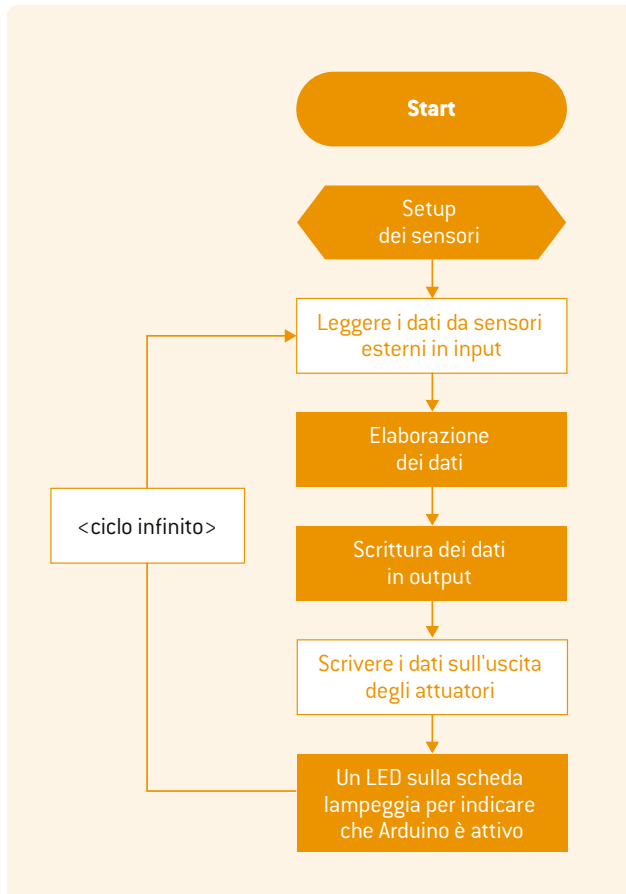 Start
Setup
dei sensori
Leggere i dati da sensori
esterni in input
Elaborazione
dei dati
<ciclo infinito>
Scrittura dei dati
in output
Scrivere i dati sull'uscita
degli attuatori
Un LED sulla scheda
lampeggia per indicare
che Arduino è attivo